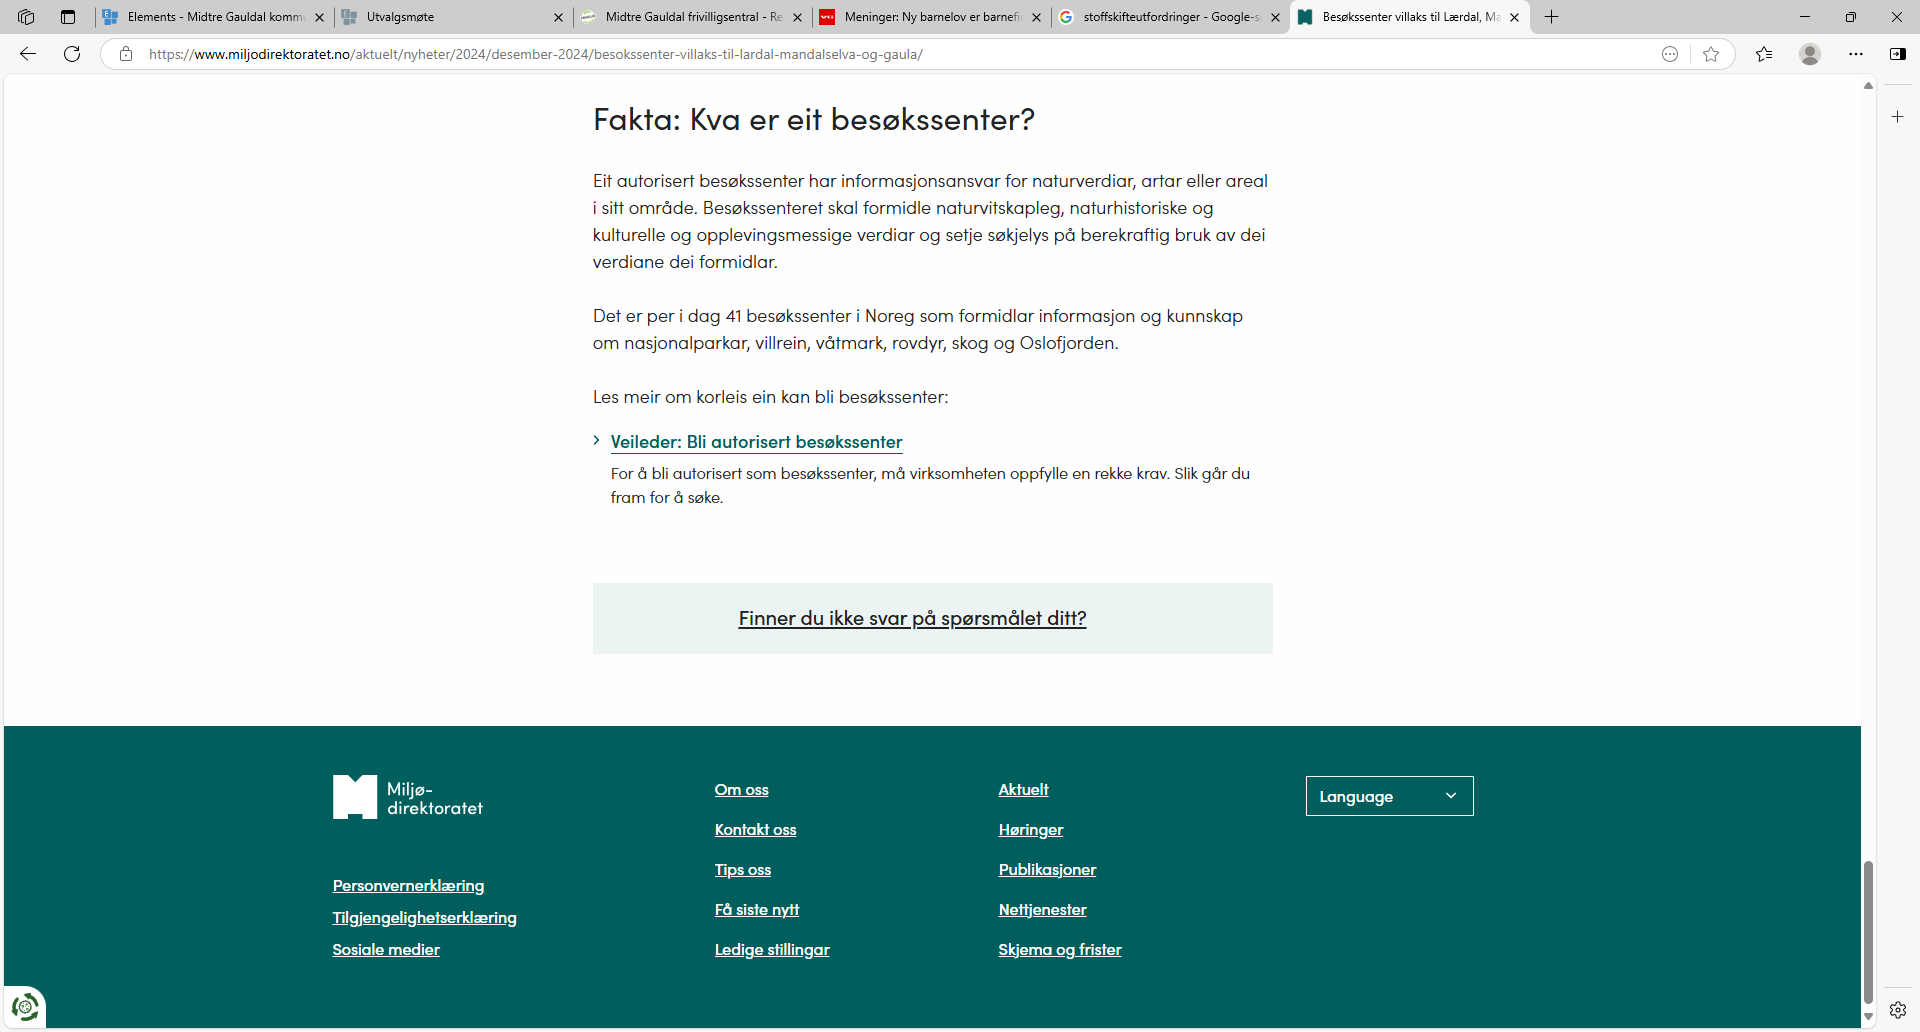 Elements - Midtre Gauldal kommu
Utvalgsmøte
Midtre Gauldal frivilligsentral - Re
Meninger: Ny barnelov er barnefi
stoffskifteutfordringer - Google-s
Besøkssenter villaks til Lærdal, Ma
https://www.miljodirektoratet.no/aktuelt/nyheter/2024/desember-2024/besokssenter-villaks-til-lardal-mandalselva-og-gaula/
Fakta: Kva er eit besøkssenter?
Eit autorisert besøkssenter har informasjonsansvar for naturverdiar, artar eller areal
i sitt område. Besøkssenteret skal formidle naturvitskapleg, naturhistoriske og
kulturelle og opplevingsmessige verdiar og setje søkjelys på berekraftig bruk av dei
verdiane dei formidlar.
Det er per i dag 41 besøkssenter i Noreg som formidlar informasjon og kunnskap
om nasjonalparkar, villrein, våtmark, rovdyr, skog og Oslofjorden.
Les meir om korleis ein kan bli besøkssenter:
Veileder: Bli autorisert besøkssenter
For å bli autorisert som besøkssenter, må virksomheten oppfylle en rekke krav. Slik går du
fram for å søke.
Finner du ikke svar på spørsmålet ditt?
Miljø-
direktoratet
Personvernerklæring
Tilgjengelighetserklæring
Sosiale medier
Om oss
Kontakt oss
Tips oss
Få siste nytt
Ledige stillingar
Aktuelt
Høringer
Publikasjoner
Nettjenester
Skjema og frister
Language